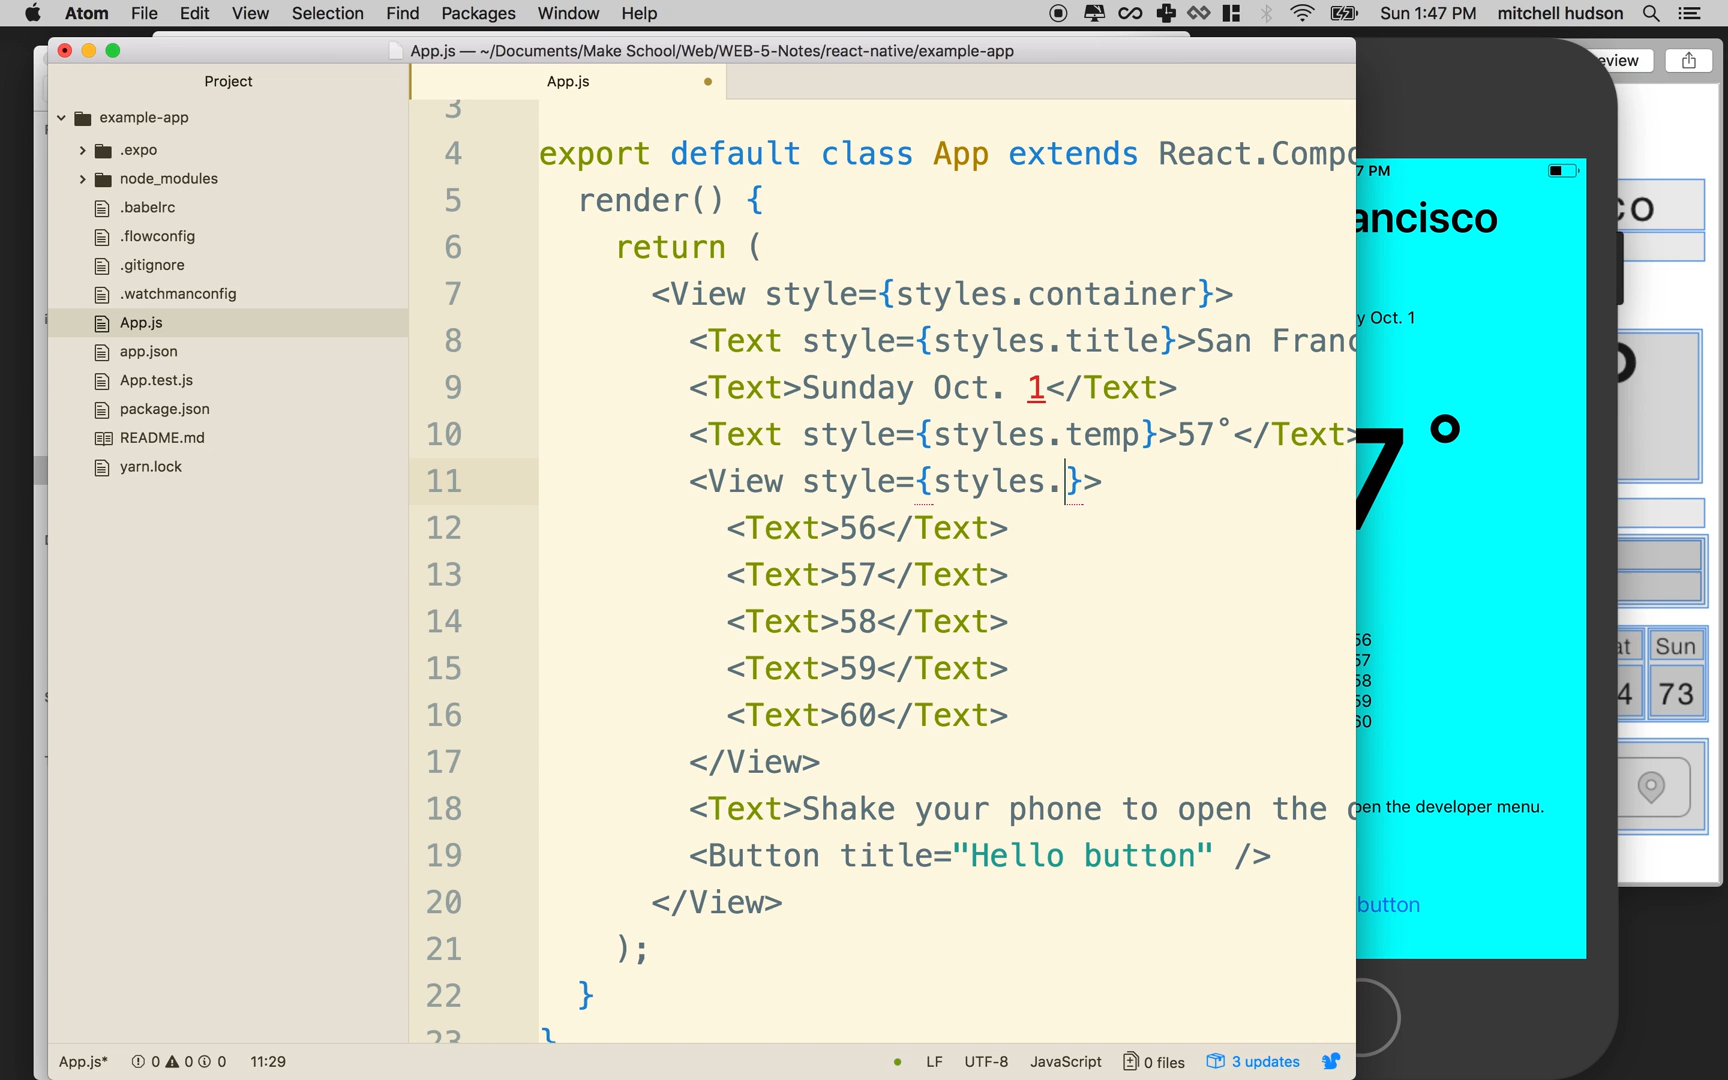 Atom File Edit View Selection Find Packages Window Help Sun 1:47 PM mitchell hudson
App.js — ~/Documents/Make School/Web/WEB-5-Notes/react-native/example-app
Project
App.js
example-app
.expo
node_modules
.babelrc
.flowconfig
.gitignore
.watchmanconfig
App.js
app.json
App.test.js
package.json
README.md
yarn.lock
3
4 export default class App extends React.Compo
5 render() {
6 return (
7 <View style={styles.container}>
8 <Text style={styles.title}>San Franc
9 <Text>Sunday Oct. 1</Text>
10 <Text style={styles.temp}>57°</Text>
11 <View style={styles.}>
12 <Text>56</Text>
13 <Text>57</Text>
14 <Text>58</Text>
15 <Text>59</Text>
16 <Text>60</Text>
17 </View>
18 <Text>Shake your phone to open the d
19 <Button title="Hello button" />
20 </View>
21 );
22 }
23 }
App.js* 0 0 0 11:29 LF UTF-8 JavaScript 0 files 3 updates
7 PM
ancisco
y Oct. 1
7°
56
57
58
59
60
pen the developer menu.
button
eview
co
at Sun
4 73